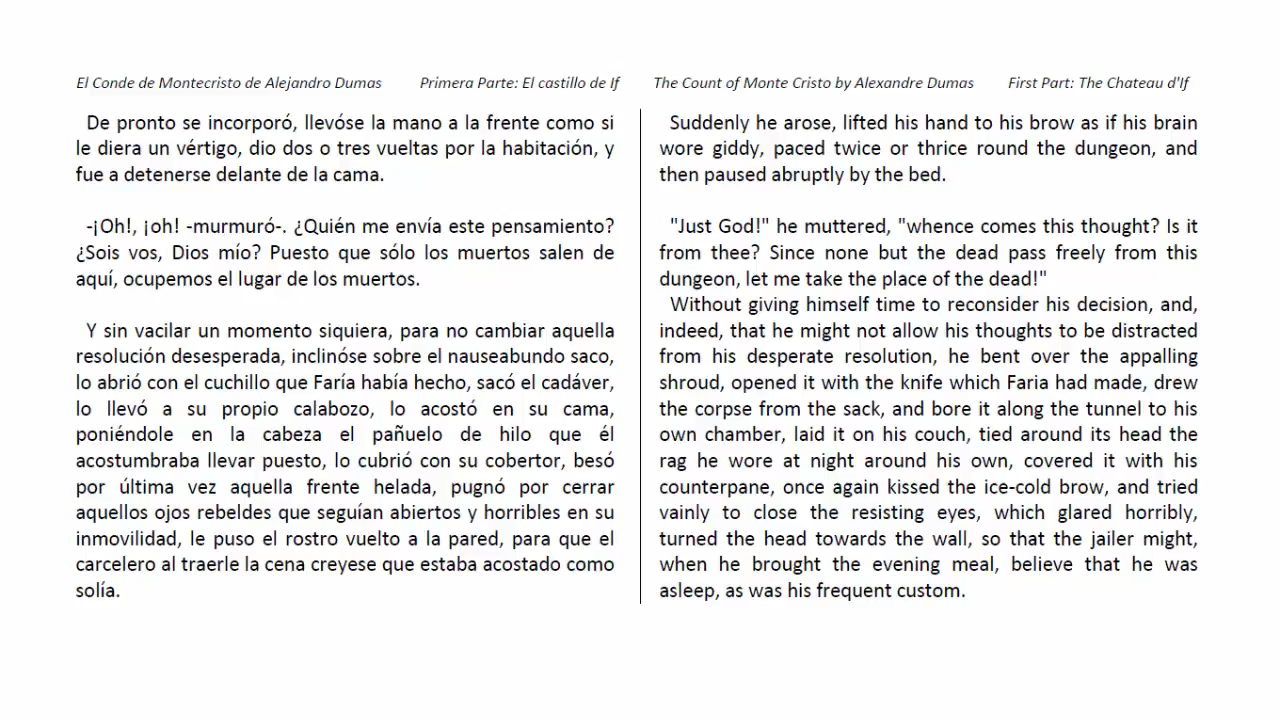 El Conde de Montecristo de Alejandro Dumas Primera Parte: El castillo de If
De pronto se incorporó, llevóse la mano a la frente como si
le diera un vértigo, dio dos o tres vueltas por la habitación, y
fue a detenerse delante de la cama.
-¡Oh!, ¡oh! -murmuró-. ¿Quién me envía este pensamiento?
¿Sois vos, Dios mío? Puesto que sólo los muertos salen de
aquí, ocupemos el lugar de los muertos.
Y sin vacilar un momento siquiera, para no cambiar aquella
resolución desesperada, inclinóse sobre el nauseabundo saco,
lo abrió con el cuchillo que Faría había hecho, sacó el cadáver,
lo llevó a su propio calabozo, lo acostó en su cama,
poniéndole en la cabeza el pañuelo de hilo que él
acostumbraba llevar puesto, lo cubrió con su cobertor, besó
por última vez aquella frente helada, pugnó por cerrar
aquellos ojos rebeldes que seguían abiertos y horribles en su
inmovilidad, le puso el rostro vuelto a la pared, para que el
carcelero al traerle la cena creyese que estaba acostado como
solía.
The Count of Monte Cristo by Alexandre Dumas First Part: The Chateau d'If
Suddenly he arose, lifted his hand to his brow as if his brain
wore giddy, paced twice or thrice round the dungeon, and
then paused abruptly by the bed.
"Just God!" he muttered, "whence comes this thought? Is it
from thee? Since none but the dead pass freely from this
dungeon, let me take the place of the dead!"
Without giving himself time to reconsider his decision, and,
indeed, that he might not allow his thoughts to be distracted
from his desperate resolution, he bent over the appalling
shroud, opened it with the knife which Faria had made, drew
the corpse from the sack, and bore it along the tunnel to his
own chamber, laid it on his couch, tied around its head the
rag he wore at night around his own, covered it with his
counterpane, once again kissed the ice-cold brow, and tried
vainly to close the resisting eyes, which glared horribly,
turned the head towards the wall, so that the jailer might,
when he brought the evening meal, believe that he was
asleep, as was his frequent custom.